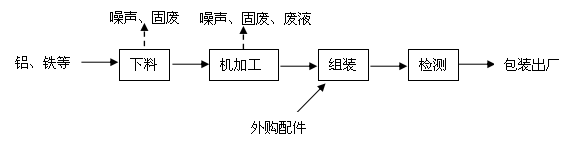 噪声、固废
噪声、固废、废液
铝、铁等
下料
机加工
组装
检测
包装出厂
外购配件